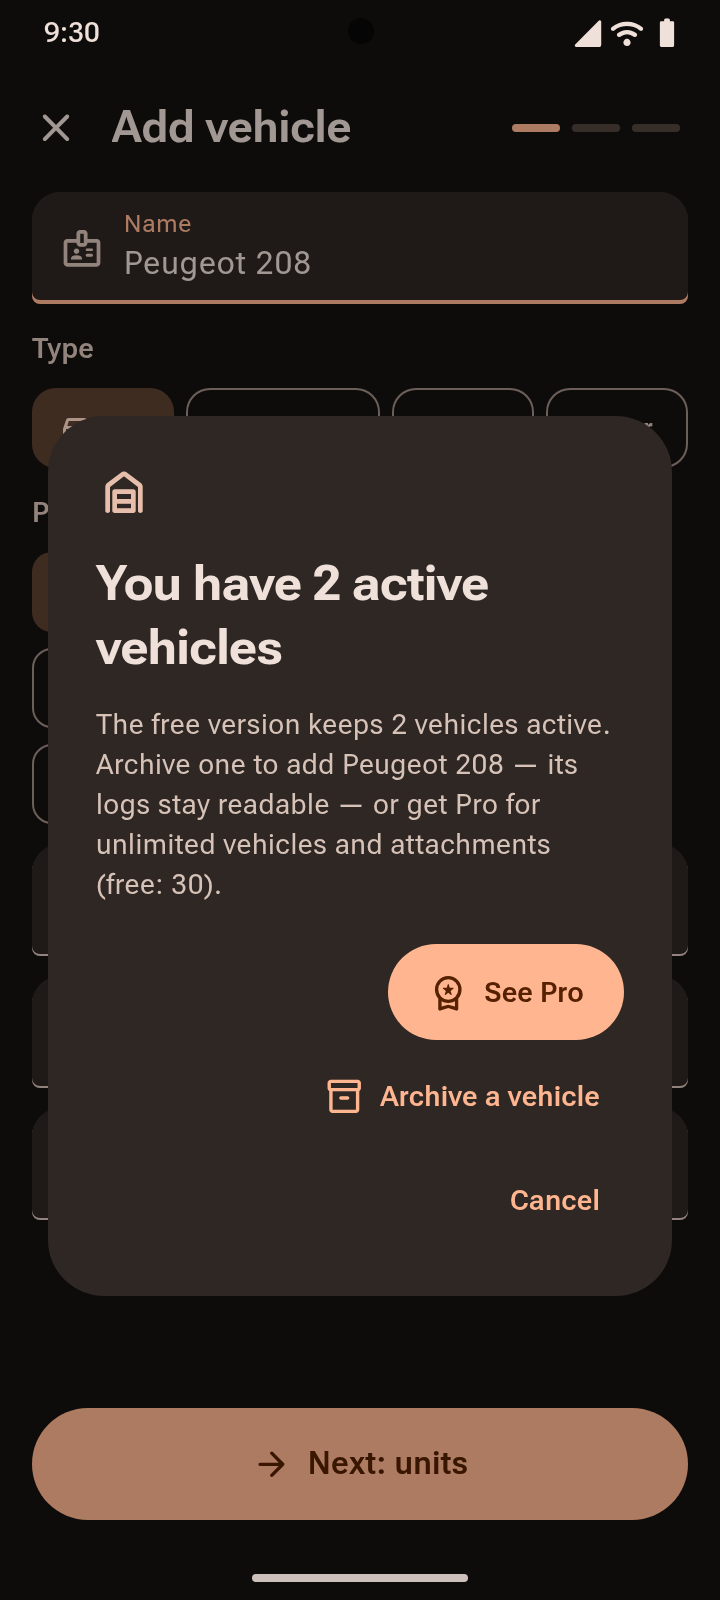 9:30
Add vehicle
Name
Peugeot 208
Type
You have 2 active
vehicles
The free version keeps 2 vehicles active.
Archive one to add Peugeot 208 — its
logs stay readable — or get Pro for
unlimited vehicles and attachments
(free: 30).
See Pro
Archive a vehicle
Cancel
Next: units